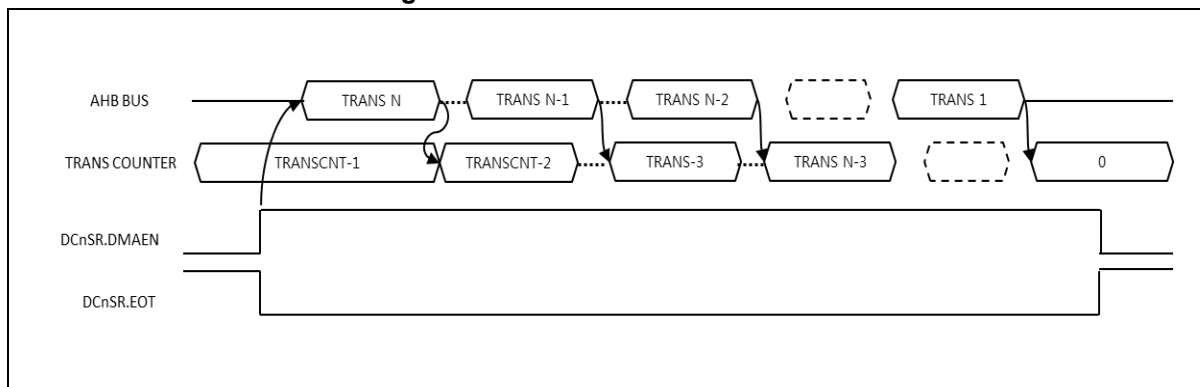 AHB BUS TRANS N TRANS N-1 TRANS N-2 TRANS 1
TRANS COUNTER TRANSCNT-1 TRANSCNT-2 TRANS-3 TRANS N-3 0
DCnSR.DMAEN
DCnSR.EOT